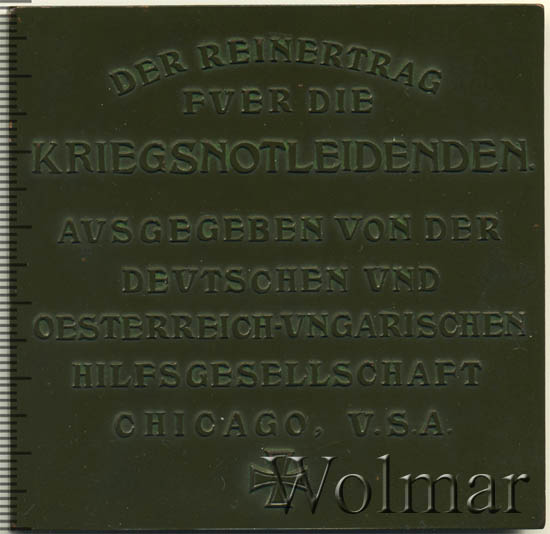 DER REINERTRAG
FVER DIE
KRIEGSNOTLEIDENDEN.
AVSGEGEBEN VON DER
DEVTSCHEN VND
OESTERREICH-VNGARISCHEN
HILFSGESELLSCHAFT
CHICAGO, V.S.A.
Wolmar